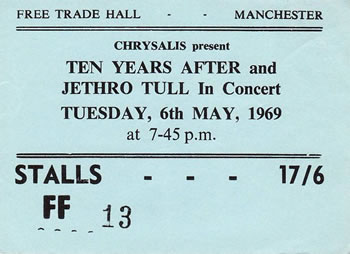 FREE TRADE HALL - MANCHESTER
CHRYSALIS present
TEN YEARS AFTER and
JETHRO TULL In Concert
TUESDAY, 6th MAY, 1969
at 7-45 p.m.
STALLS - - - 17/6
FF 13